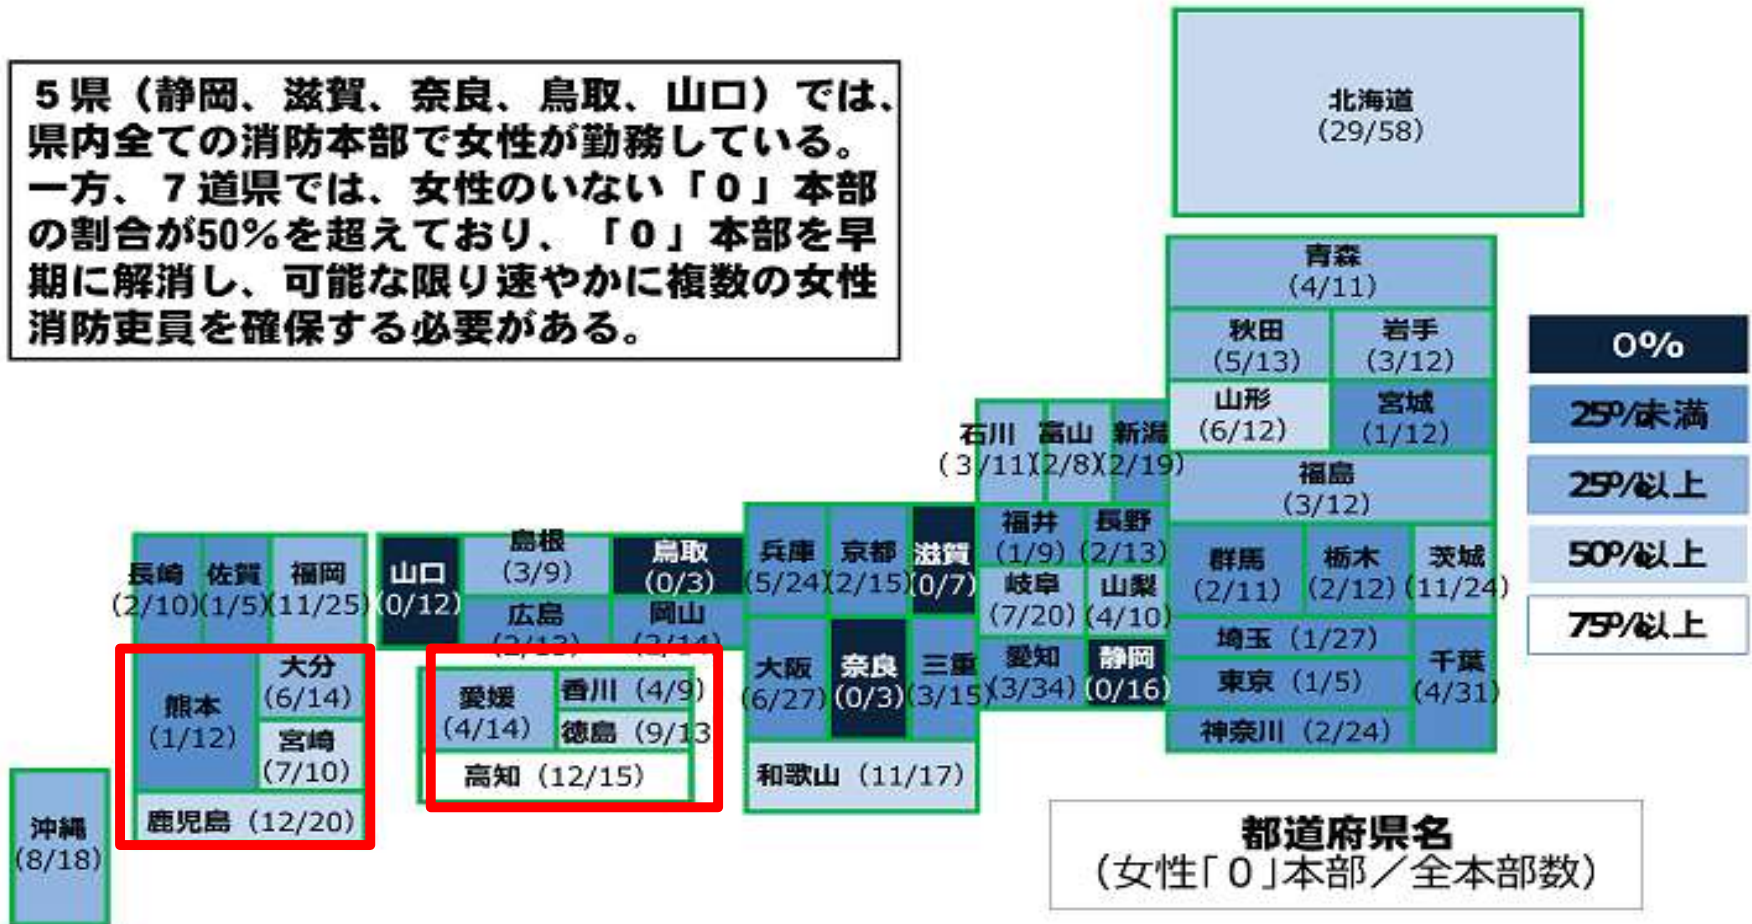 5県（静岡、滋賀、奈良、鳥取、山口）では、
県内全ての消防本部で女性が勤務している。
一方、７道県では、女性のいない「０」本部
の割合が50％を超えており、「０」本部を早
期に解消し、可能な限り速やかに複数の女性
消防吏員を確保する必要がある。
北海道
(29/58)
青森
(4/11)
秋田
(5/13)
岩手
(3/12)
山形
(6/12)
宮城
(1/12)
福島
(3/12)
0%
25%未満
25%以上
50%以上
75%以上
石川
(3/11)
富山
(2/8)
新潟
(2/19)
福井
(1/9)
長野
(2/13)
岐阜
(7/20)
山梨
(4/10)
愛知
(3/34)
静岡
(0/16)
群馬
(2/11)
栃木
(2/12)
茨城
(11/24)
埼玉 (1/27)
東京 (1/5)
神奈川 (2/24)
千葉
(4/31)
兵庫
(5/24)
京都
(2/15)
滋賀
(0/7)
大阪
(6/27)
奈良
(0/3)
三重
(3/15)
和歌山 (11/17)
山口
(0/12)
島根
(3/9)
鳥取
(0/3)
広島
(2/13)
岡山
(2/14)
愛媛
(4/14)
香川 (4/9)
徳島 (9/13
高知 (12/15)
長崎
(2/10)
佐賀
(1/5)
福岡
(11/25)
熊本
(1/12)
大分
(6/14)
宮崎
(7/10)
鹿児島 (12/20)
沖縄
(8/18)
都道府県名
（女性「０」本部／全本部数）